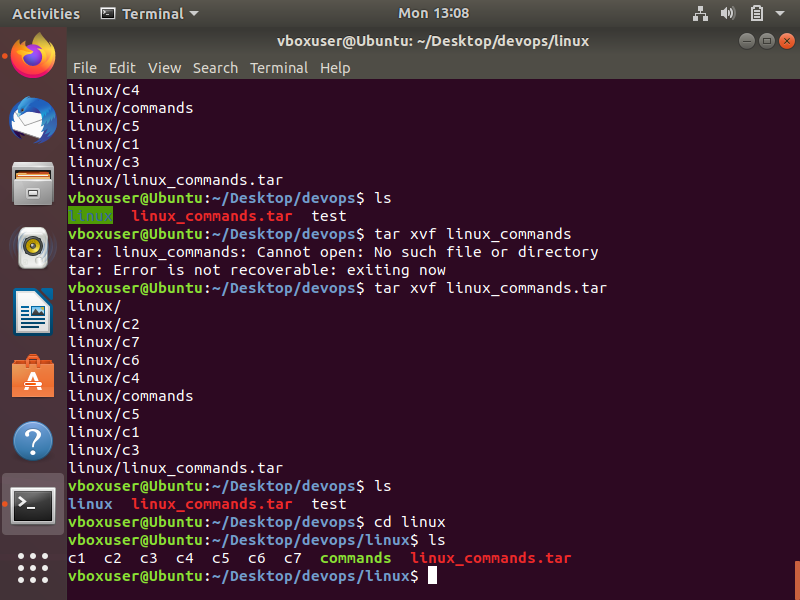 Activities Terminal Mon 13:08
vboxuser@Ubuntu: ~/Desktop/devops/linux
File Edit View Search Terminal Help
linux/c4
linux/commands
linux/c5
linux/c1
linux/c3
linux/linux_commands.tar
vboxuser@Ubuntu:~/Desktop/devops$ ls
linux linux_commands.tar test
vboxuser@Ubuntu:~/Desktop/devops$ tar xvf linux_commands
tar: linux_commands: Cannot open: No such file or directory
tar: Error is not recoverable: exiting now
vboxuser@Ubuntu:~/Desktop/devops$ tar xvf linux_commands.tar
linux/
linux/c2
linux/c7
linux/c6
linux/c4
linux/commands
linux/c5
linux/c1
linux/c3
linux/linux_commands.tar
vboxuser@Ubuntu:~/Desktop/devops$ ls
linux linux_commands.tar test
vboxuser@Ubuntu:~/Desktop/devops$ cd linux
vboxuser@Ubuntu:~/Desktop/devops/linux$ ls
c1 c2 c3 c4 c5 c6 c7 commands linux_commands.tar
vboxuser@Ubuntu:~/Desktop/devops/linux$